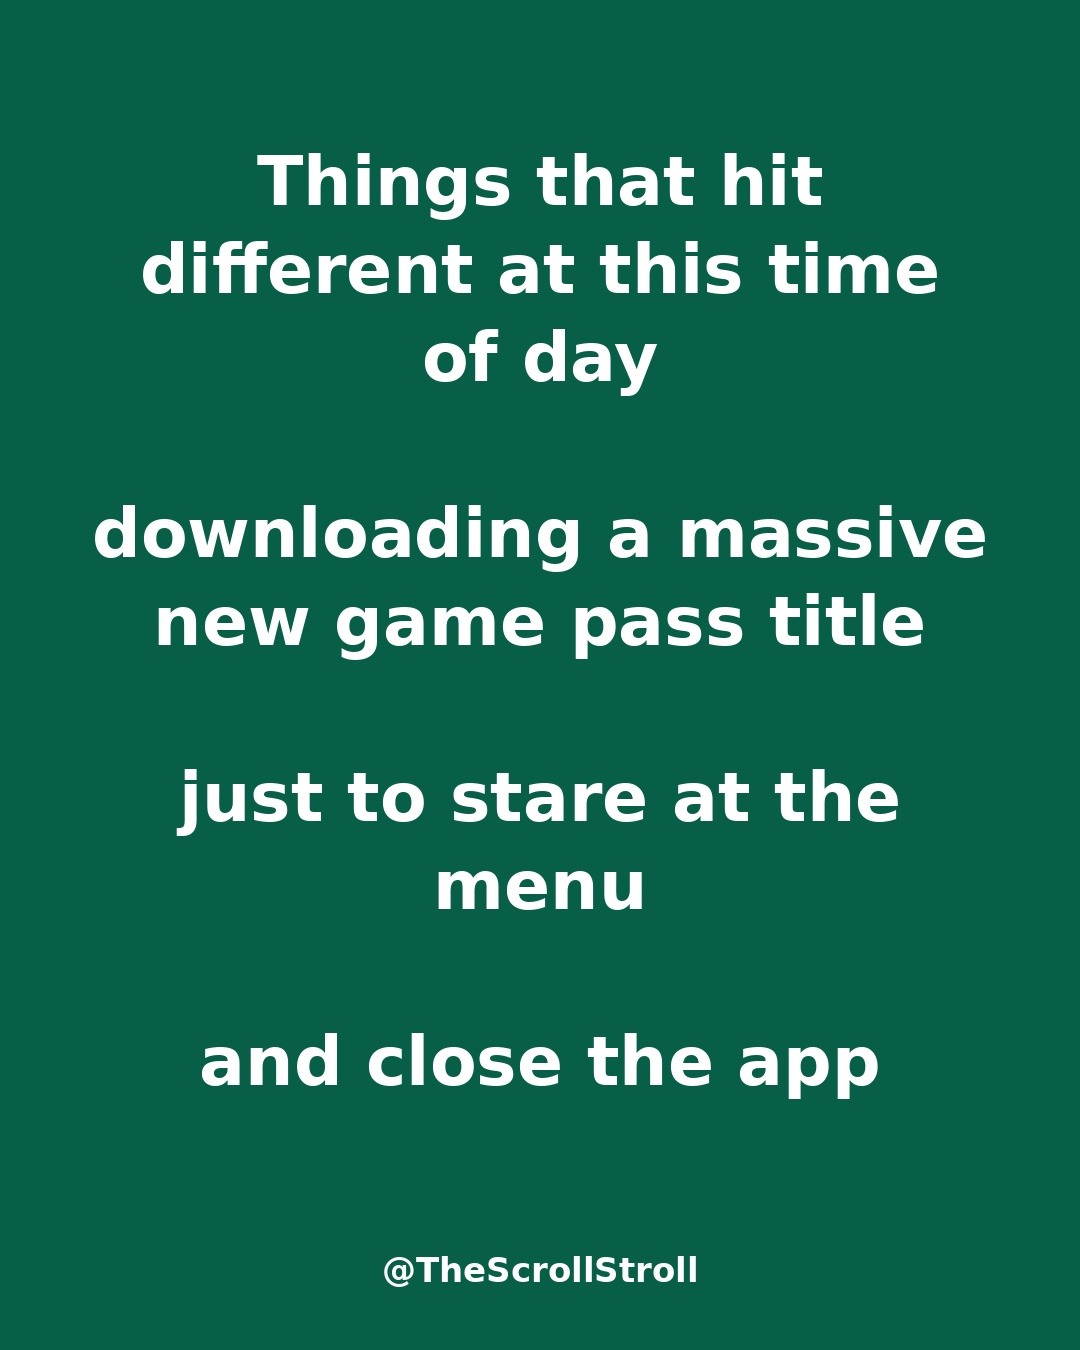 Things that hit
different at this time
of day
downloading a massive
new game pass title
just to stare at the
menu
and close the app
@TheScrollStroll